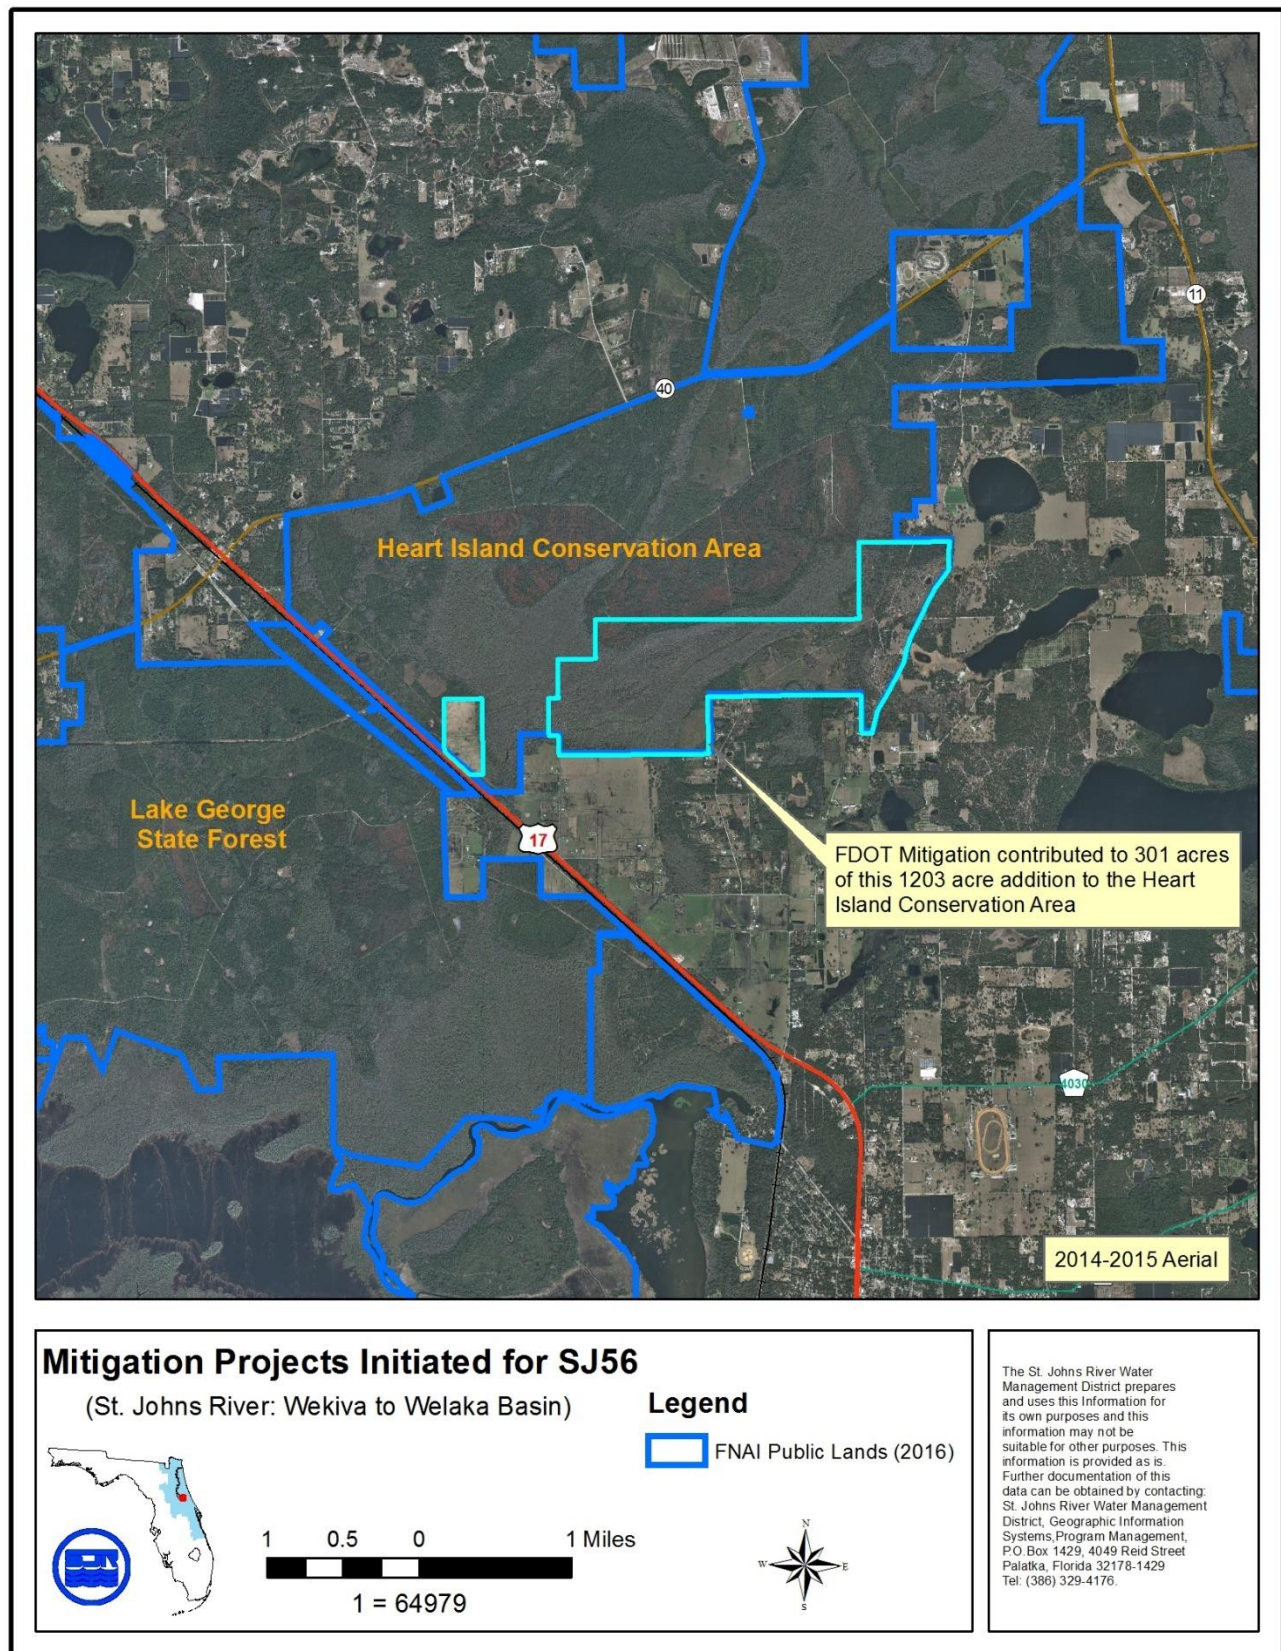 11
40
Heart Island Conservation Area
Lake George
State Forest
17
FDOT Mitigation contributed to 301 acres
of this 1203 acre addition to the Heart
Island Conservation Area
4030
2014-2015 Aerial
Mitigation Projects Initiated for SJ56
(St. Johns River: Wekiva to Welaka Basin)
Legend
FNAI Public Lands (2016)
1 0.5 0 1 Miles
1 = 64979
N
W E
S
The St. Johns River Water
Management District prepares
and uses this Information for
its own purposes and this
information may not be
suitable for other purposes. This
information is provided as is.
Further documentation of this
data can be obtained by contacting:
St. Johns River Water Management
District, Geographic Information
Systems,Program Management,
P.O. Box 1429, 4049 Reid Street
Palatka, Florida 32178-1429
Tel: (386) 329-4176.